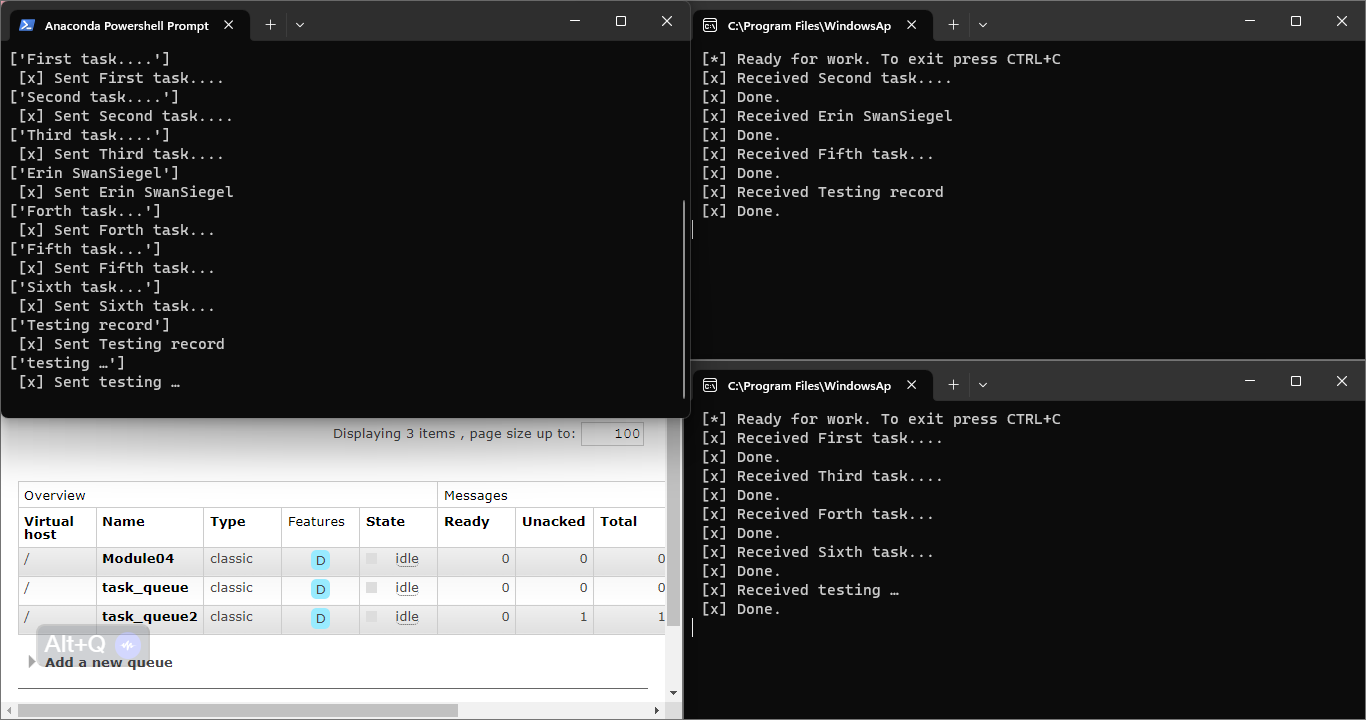 Anaconda Powershell Prompt
['First task....']
[x] Sent First task....
['Second task....']
[x] Sent Second task....
['Third task....']
[x] Sent Third task....
['Erin SwanSiegel']
[x] Sent Erin SwanSiegel
['Forth task...']
[x] Sent Forth task...
['Fifth task...']
[x] Sent Fifth task...
['Sixth task...']
[x] Sent Sixth task...
['Testing record']
[x] Sent Testing record
['testing …']
[x] Sent testing …
C:\Program Files\WindowsAp
[*] Ready for work. To exit press CTRL+C
[x] Received Second task....
[x] Done.
[x] Received Erin SwanSiegel
[x] Done.
[x] Received Fifth task...
[x] Done.
[x] Received Testing record
[x] Done.
C:\Program Files\WindowsAp
[*] Ready for work. To exit press CTRL+C
[x] Received First task....
[x] Done.
[x] Received Third task....
[x] Done.
[x] Received Forth task...
[x] Done.
[x] Received Sixth task...
[x] Done.
[x] Received testing …
[x] Done.
Displaying 3 items , page size up to: 100
Overview Messages
Virtual host Name Type Features State Ready Unacked Total
/ Module04 classic D idle 0 0 0
/ task_queue classic D idle 0 0 0
/ task_queue2 classic D idle 0 1 1
Alt+Q
Add a new queue